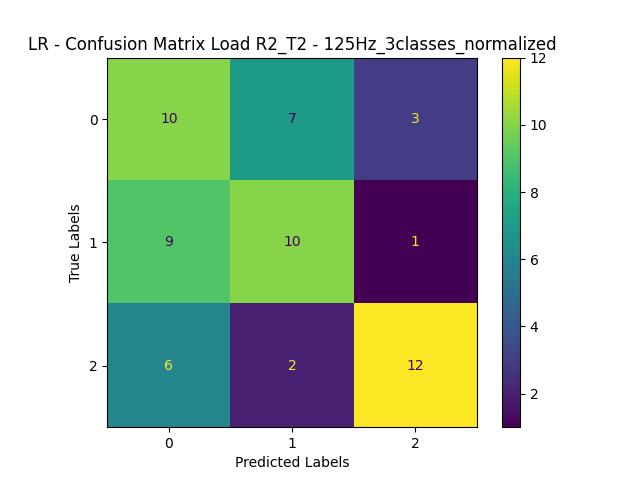 LR - Confusion Matrix Load R2_T2 - 125Hz_3classes_normalized
12
10
8
6
4
2
0
10 7 3
1
9 10 1
2
6 2 12
True Labels
0 1 2
Predicted Labels